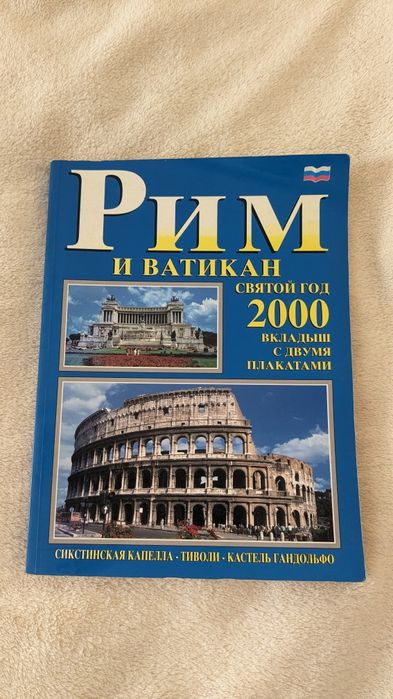 РИМ
И ВАТИКАН
СВЯТОЙ ГОД
2000
ВКЛАДЫШ
С ДВУМЯ
ПЛАКАТАМИ
СИКСТИНСКАЯ КАПЕЛЛА - ТИВОЛИ - КАСТЕЛЬ ГАНДОЛЬФО